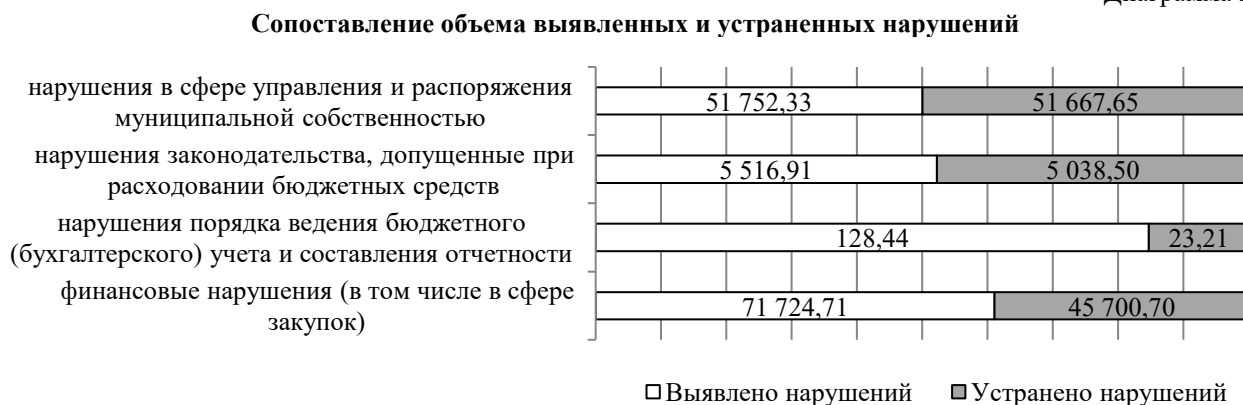 Сопоставление объема выявленных и устраненных нарушений
нарушения в сфере управления и распоряжения
муниципальной собственностью
51 752,33 51 667,65
нарушения законодательства, допущенные при
расходовании бюджетных средств
5 516,91 5 038,50
нарушения порядка ведения бюджетного
(бухгалтерского) учета и составления отчетности
128,44 23,21
финансовые нарушения (в том числе в сфере
закупок)
71 724,71 45 700,70
Выявлено нарушений Устранено нарушений